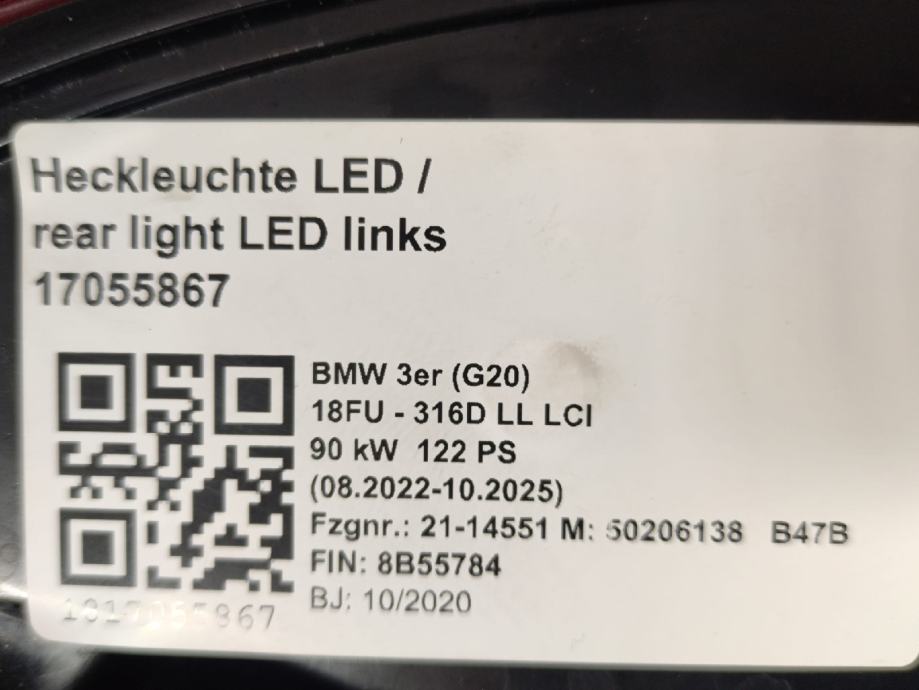 Heckleuchte LED /
rear light LED links
17055867
BMW 3er (G20)
18FU - 316D LL LCI
90 kW 122 PS
(08.2022-10.2025)
Fzgnr.: 21-14551 M: 50206138 B47B
FIN: 8B55784
BJ: 10/2020
1817055867